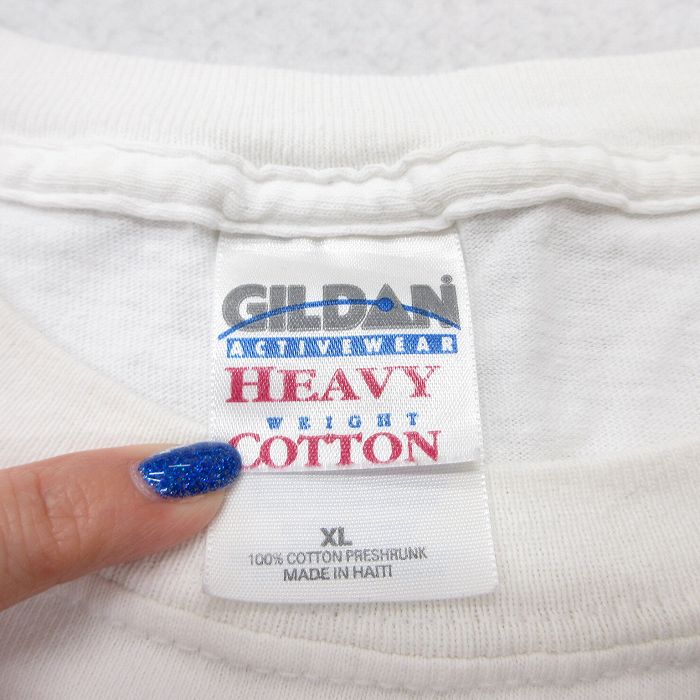 GILDAN
ACTIVEWEAR
HEAVY
WEIGHT
COTTON
XL
100% COTTON PRESHRUNK
MADE IN HAITI